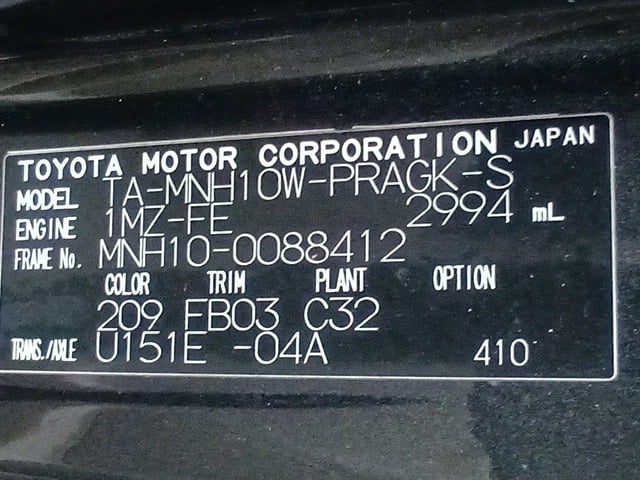 TOYOTA MOTOR CORPORATION JAPAN
MODEL TA-MNH10W-PRAGK-S
ENGINE 1MZ-FE 2994 mL
FRAME No. MNH10-0088412
COLOR TRIM PLANT OPTION
209 FB03 C32
TRANS./AXLE U151E -04A 410